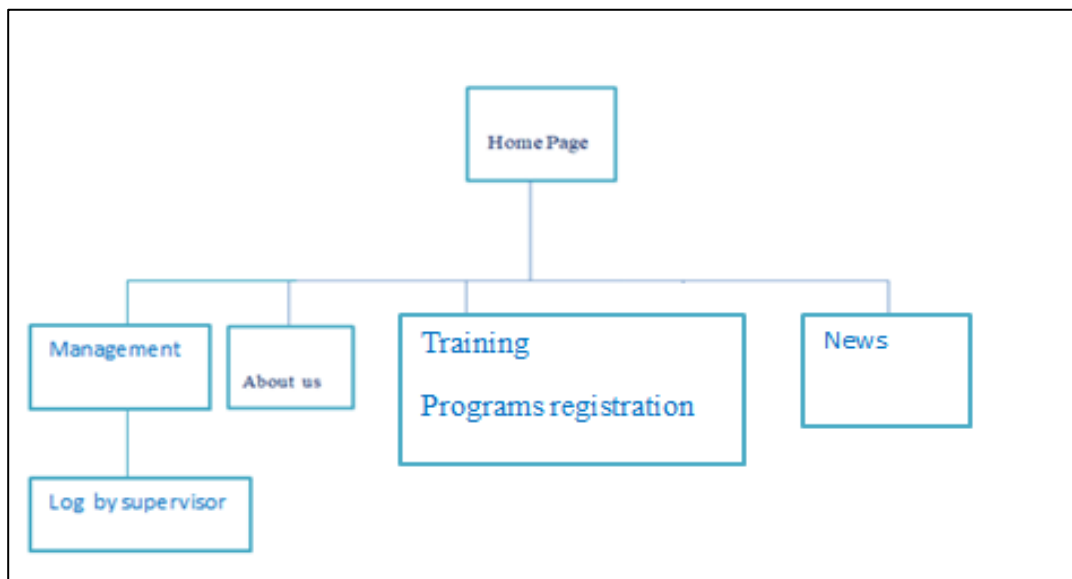 Home Page
Management
About us
Training
Programs registration
News
Log by supervisor